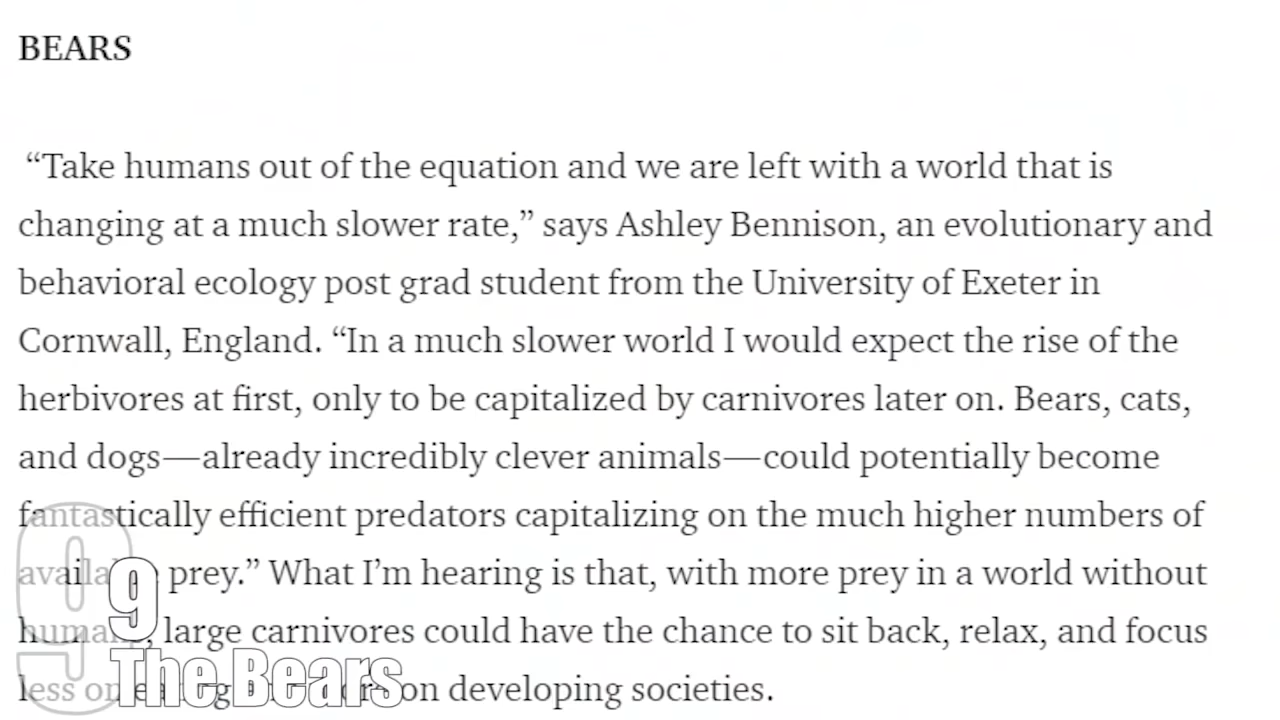 BEARS
“Take humans out of the equation and we are left with a world that is
changing at a much slower rate,” says Ashley Bennison, an evolutionary and
behavioral ecology post grad student from the University of Exeter in
Cornwall, England. “In a much slower world I would expect the rise of the
herbivores at first, only to be capitalized by carnivores later on. Bears, cats,
and dogs—already incredibly clever animals—could potentially become
fantastically efficient predators capitalizing on the much higher numbers of
prey.” What I’m hearing is that, with more prey in a world without
large carnivores could have the chance to sit back, relax, and focus
less on developing societies.
9
9
The Bears